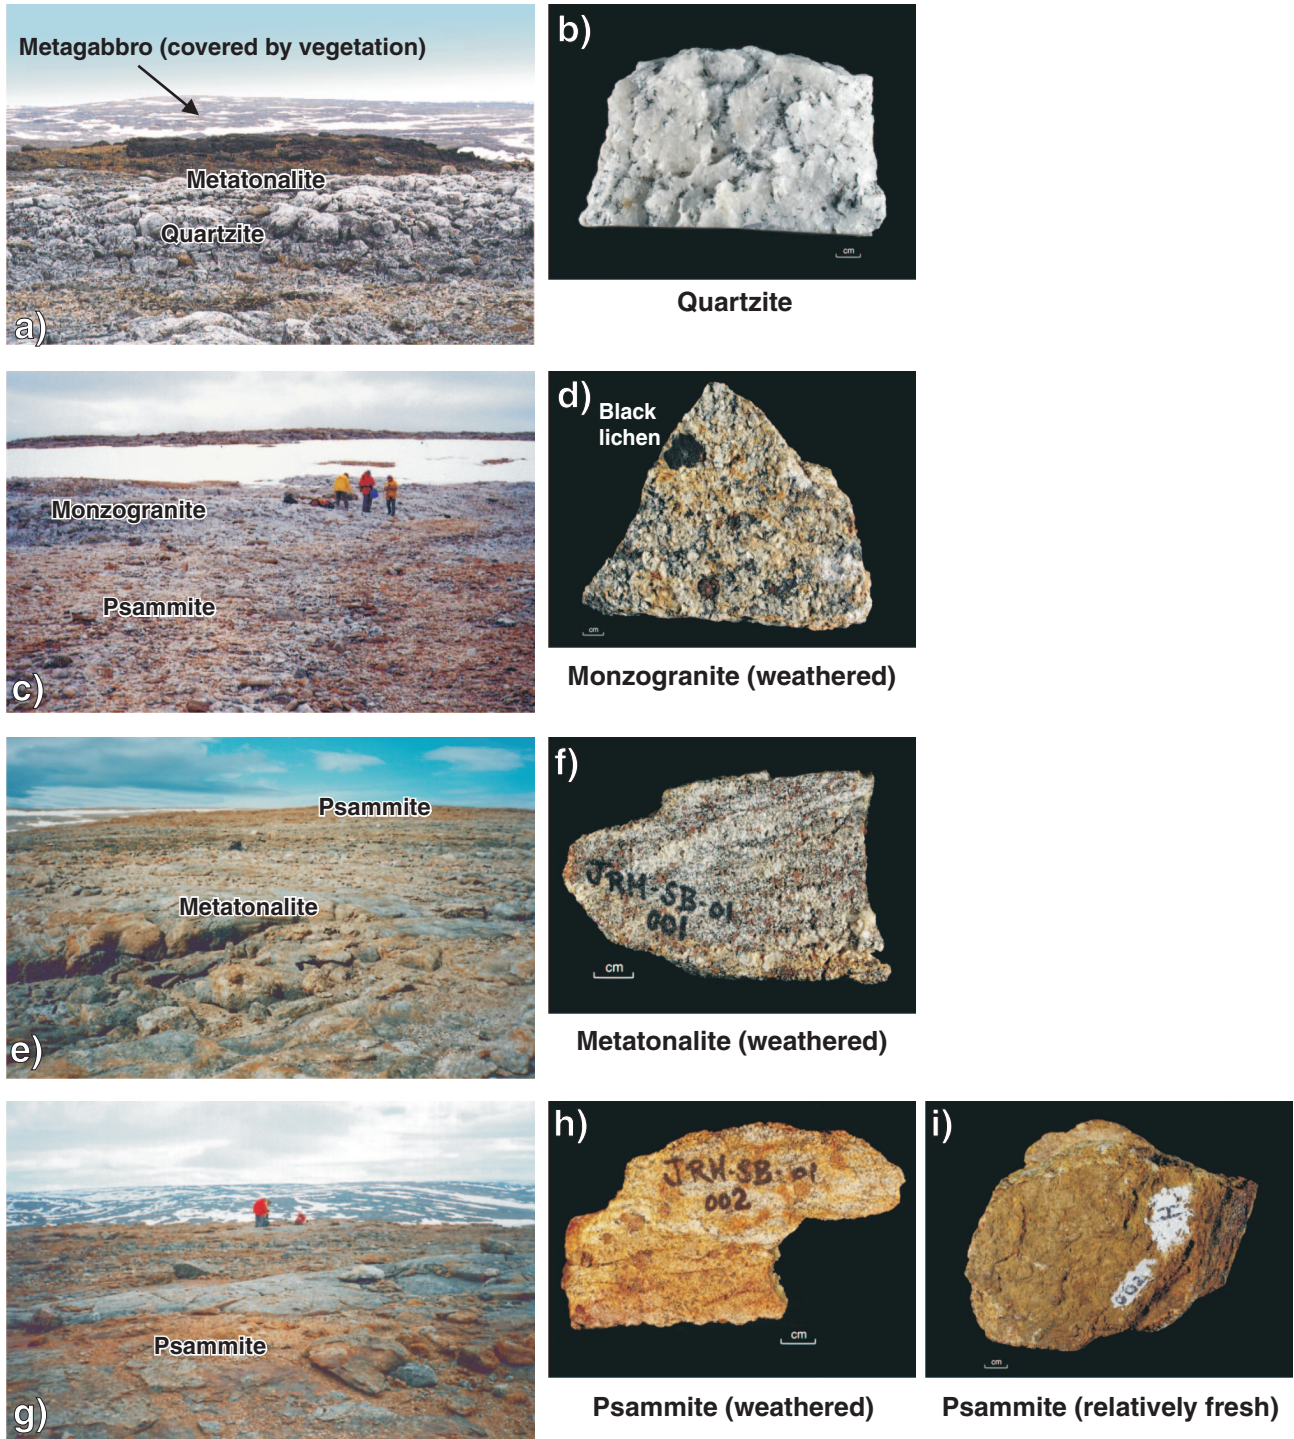 Metagabbro (covered by vegetation)
Metatonalite
Quartzite
a)
b)
cm
Quartzite
Monzogranite
Psammite
c)
d)
Black
lichen
cm
Monzogranite (weathered)
Psammite
Metatonalite
e)
f)
JRH-SB-01
001
cm
Metatonalite (weathered)
Psammite
g)
h)
JRH-SB-01
002
cm
Psammite (weathered)
i)
H
002
cm
Psammite (relatively fresh)